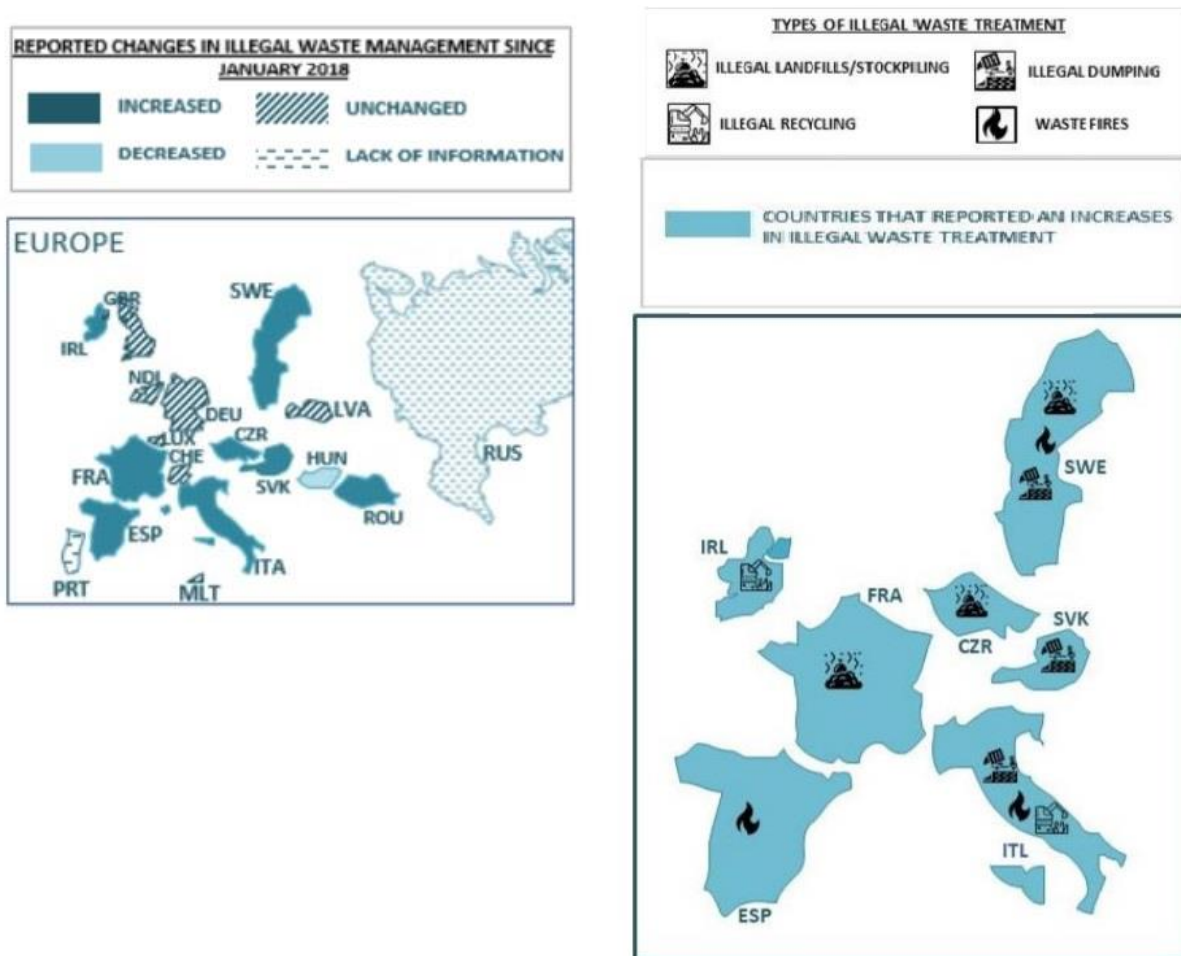 REPORTED CHANGES IN ILLEGAL WASTE MANAGEMENT SINCE
JANUARY 2018
INCREASED
UNCHANGED
DECREASED
LACK OF INFORMATION
EUROPE
GBR
SWE
IRL
NDL
DEU
LVA
LUX
CZR
CHE
HUN
RUS
FRA
SVK
ROU
ESP
ITA
PRT
MLT
TYPES OF ILLEGAL WASTE TREATMENT
ILLEGAL LANDFILLS/STOCKPILING
ILLEGAL DUMPING
ILLEGAL RECYCLING
WASTE FIRES
COUNTRIES THAT REPORTED AN INCREASES
IN ILLEGAL WASTE TREATMENT
SWE
IRL
FRA
SVK
CZR
ITL
ESP